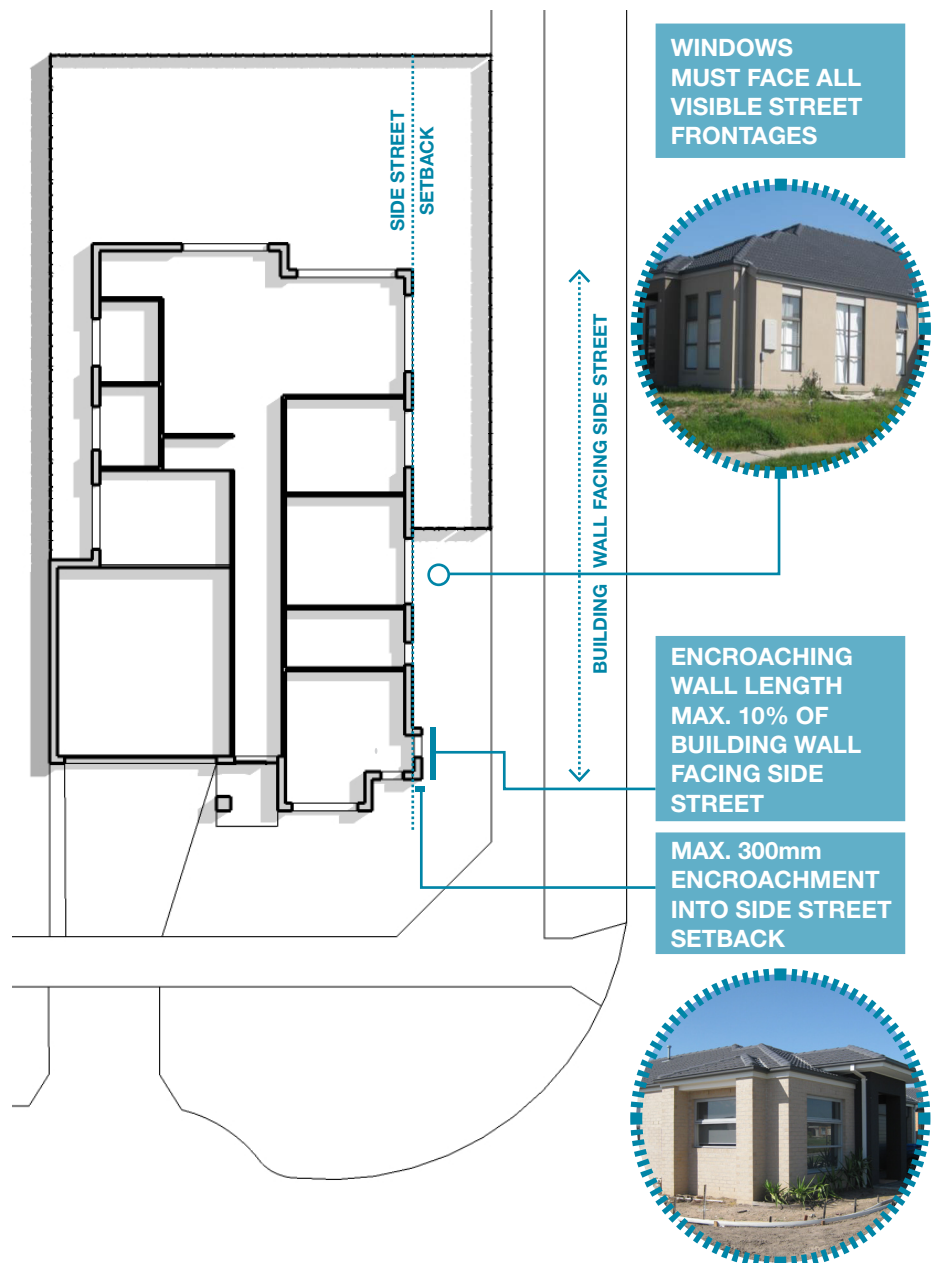 WINDOWS
MUST FACE ALL
VISIBLE STREET
FRONTAGES
SIDE STREET
SETBACK
BUILDING WALL FACING SIDE STREET
ENCROACHING
WALL LENGTH
MAX. 10% OF
BUILDING WALL
FACING SIDE
STREET
MAX. 300mm
ENCROACHMENT
INTO SIDE STREET
SETBACK